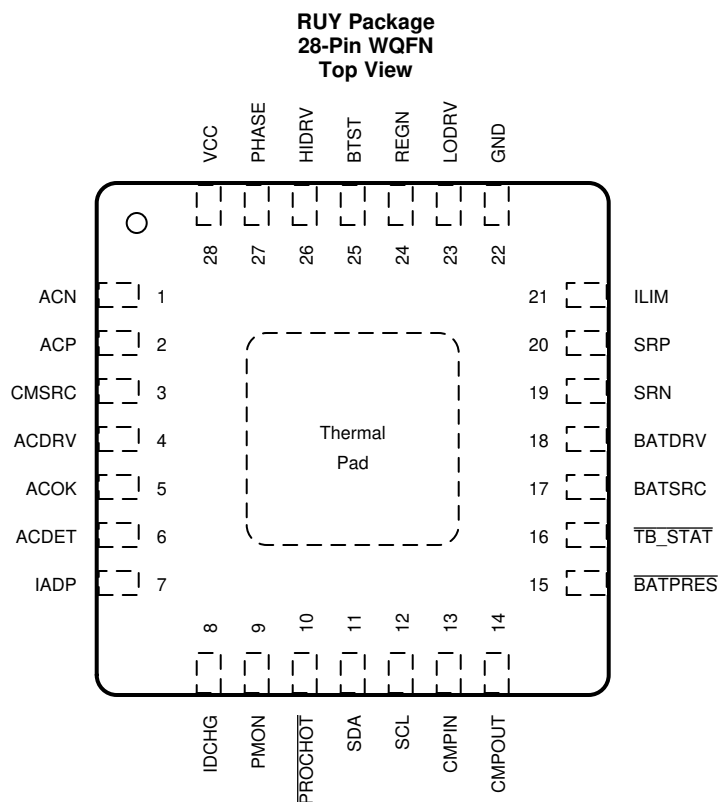 RUY Package
28-Pin WQFN
Top View
VCC
PHASE
HIDRV
BTST
REGN
LODRV
GND
28
27
26
25
24
23
22
ACN 1
ACP 2
CMSRC 3
ACDRV 4
ACOK 5
ACDET 6
IADP 7
21 ILIM
20 SRP
19 SRN
18 BATDRV
17 BATSRC
16 TB_STAT
15 BATPRES
Thermal
Pad
8
9
10
11
12
13
14
IDCHG
PMON
PROCHOT
SDA
SCL
CMPIN
CMPOUT